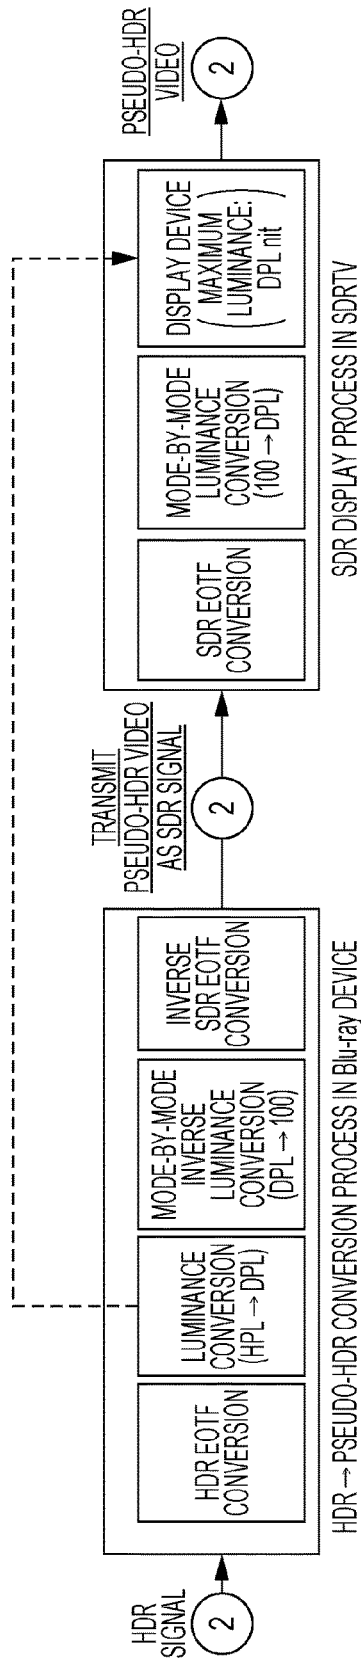 HDR
SIGNAL
2
HDR EOTF
CONVERSION
LUMINANCE
CONVERSION
(HPL → DPL)
MODE-BY-MODE
INVERSE
LUMINANCE
CONVERSION
(DPL → 100)
INVERSE
SDR EOTF
CONVERSION
HDR → PSEUDO-HDR CONVERSION PROCESS IN Blu-ray DEVICE
TRANSMIT
PSEUDO-HDR VIDEO
AS SDR SIGNAL
2
SDR EOTF
CONVERSION
MODE-BY-MODE
LUMINANCE
CONVERSION
(100 → DPL)
DISPLAY DEVICE
(MAXIMUM
LUMINANCE:
DPL nit)
SDR DISPLAY PROCESS IN SDRTV
PSEUDO-HDR
VIDEO
2